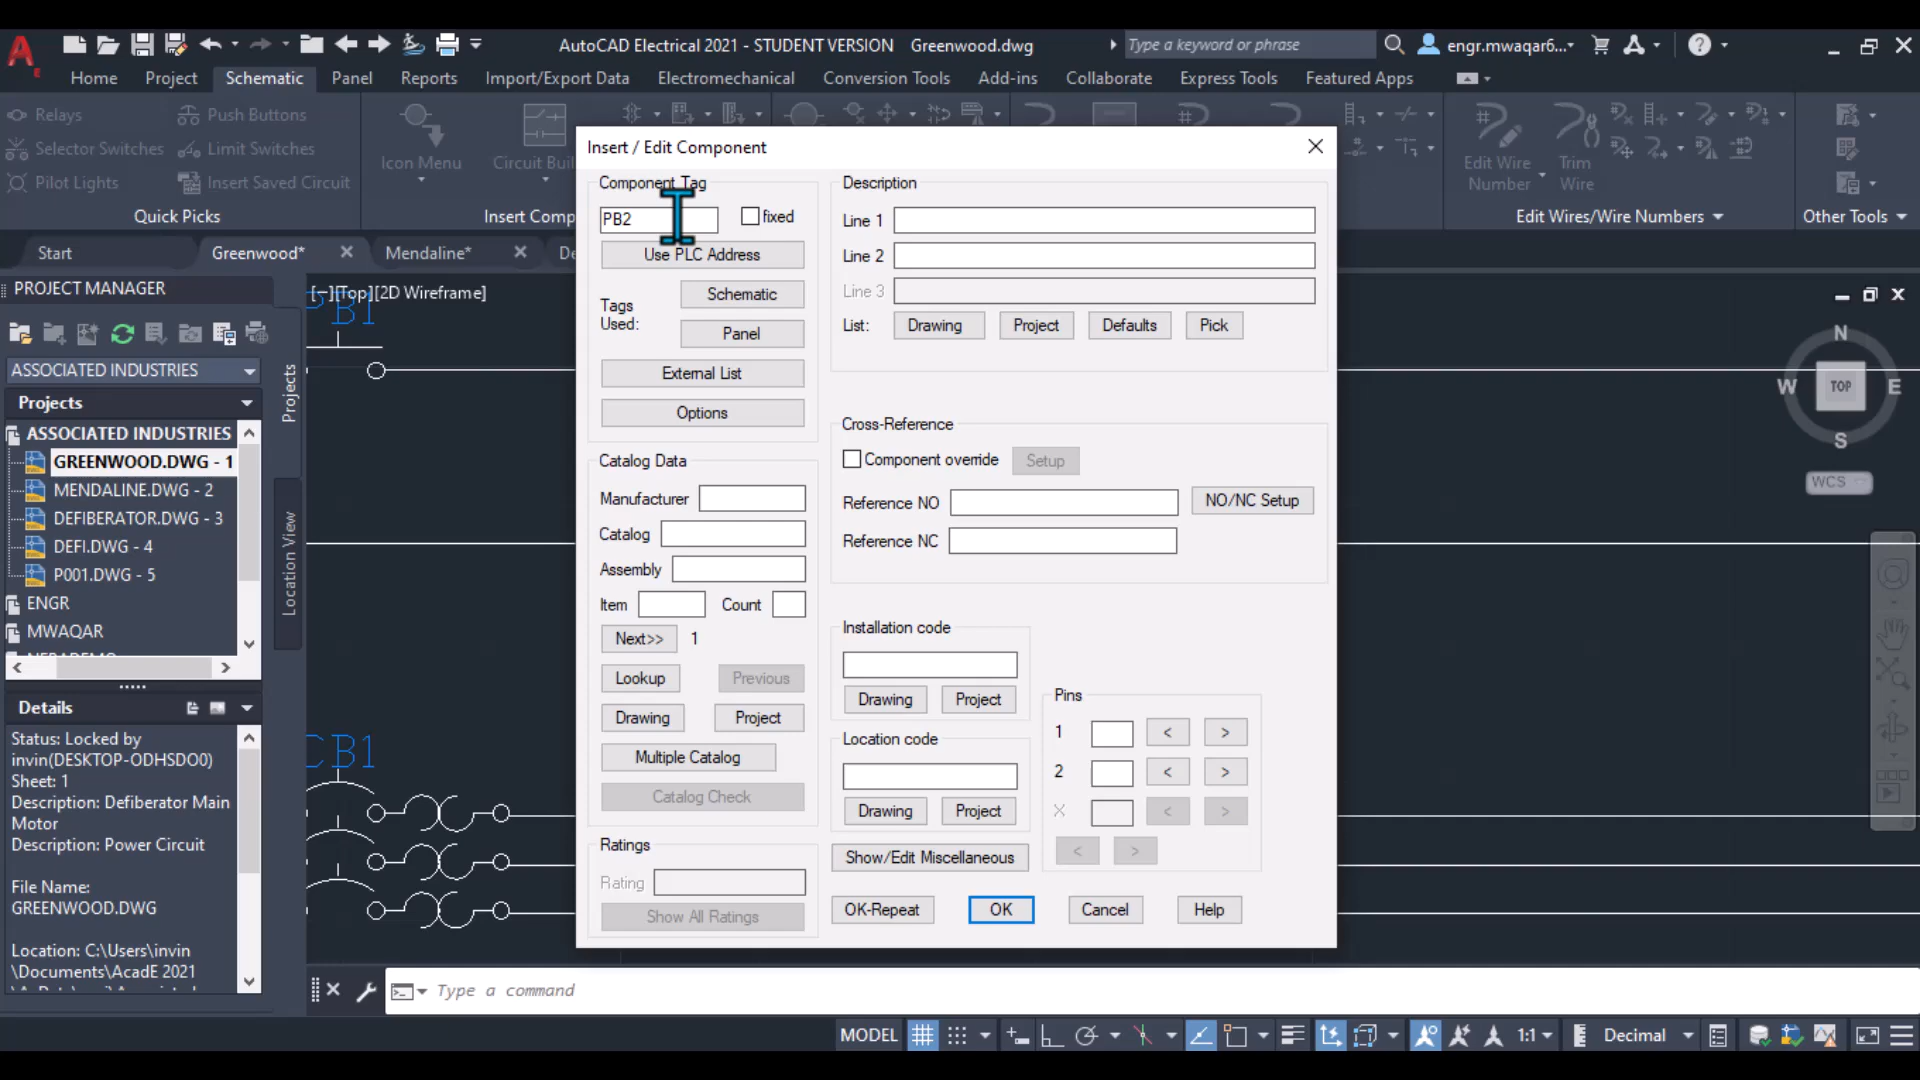 AutoCAD Electrical 2021 - STUDENT VERSION Greenwood.dwg
Type a keyword or phrase
engr.mwaqar6...
Home Project Schematic Panel Reports Import/Export Data Electromechanical Conversion Tools Add-ins Collaborate Express Tools Featured Apps
Relays Push Buttons
Selector Switches Limit Switches
Pilot Lights Insert Saved Circuit
Quick Picks
Icon Menu
Circuit Buil
Insert Comp
Edit Wire
Number
Trim
Wire
Edit Wires/Wire Numbers
Other Tools
Start Greenwood* Mendaline* De
PROJECT MANAGER
ASSOCIATED INDUSTRIES
Projects
ASSOCIATED INDUSTRIES
GREENWOOD.DWG - 1
MENDALINE.DWG - 2
DEFIBERATOR.DWG - 3
DEFI.DWG - 4
P001.DWG - 5
ENGR
MWAQAR
Projects
Location View
Details
Status: Locked by
invin(DESKTOP-ODHSDO0)
Sheet: 1
Description: Defiberator Main
Motor
Description: Power Circuit
File Name:
GREENWOOD.DWG
Location: C:\Users\invin
\Documents\AcadE 2021
[−][Top][2D Wireframe]
PB1
CB1
Insert / Edit Component
Component Tag
PB2
fixed
Use PLC Address
Tags
Used:
Schematic
Panel
External List
Options
Catalog Data
Manufacturer
Catalog
Assembly
Item Count
Next>> 1
Lookup Previous
Drawing Project
Multiple Catalog
Catalog Check
Ratings
Rating
Show All Ratings
Description
Line 1
Line 2
Line 3
List: Drawing Project Defaults Pick
Cross-Reference
Component override Setup
Reference NO NO/NC Setup
Reference NC
Installation code
Drawing Project
Location code
Drawing Project
Pins
1 < >
2 < >
X < >
< >
Show/Edit Miscellaneous
OK-Repeat OK Cancel Help
N
W TOP E
S
WCS
Type a command
MODEL
1:1
Decimal